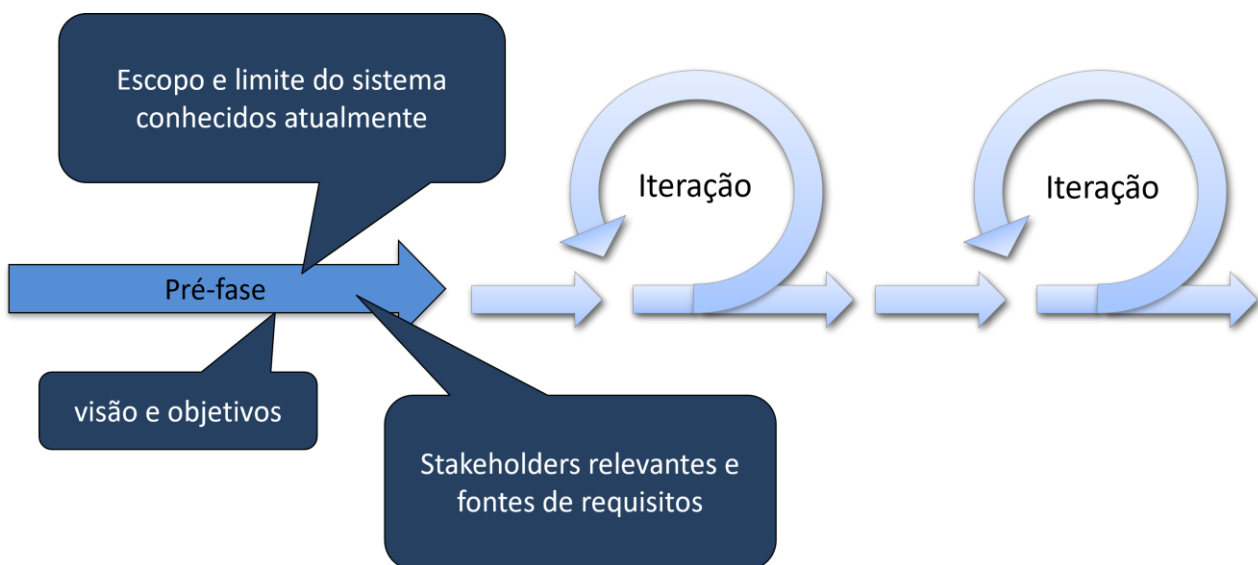 Escopo e limite do sistema
conhecidos atualmente
Iteração
Iteração
Pré-fase
visão e objetivos
Stakeholders relevantes e
fontes de requisitos